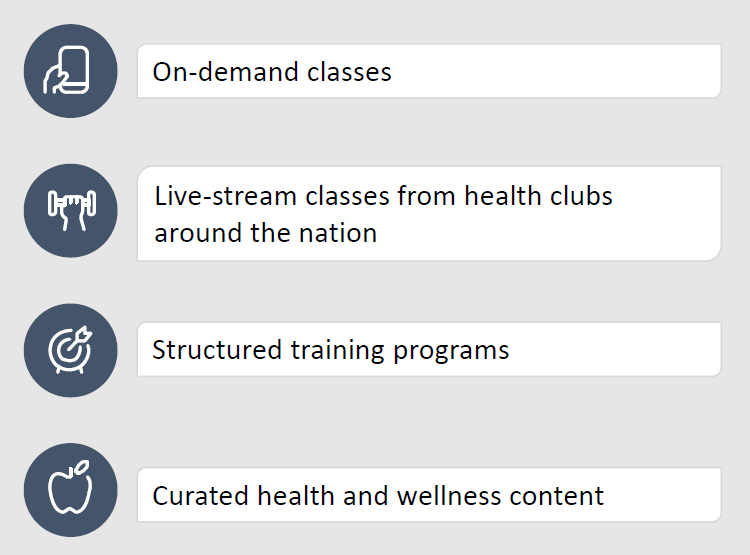 On-demand classes
Live-stream classes from health clubs
around the nation
Structured training programs
Curated health and wellness content